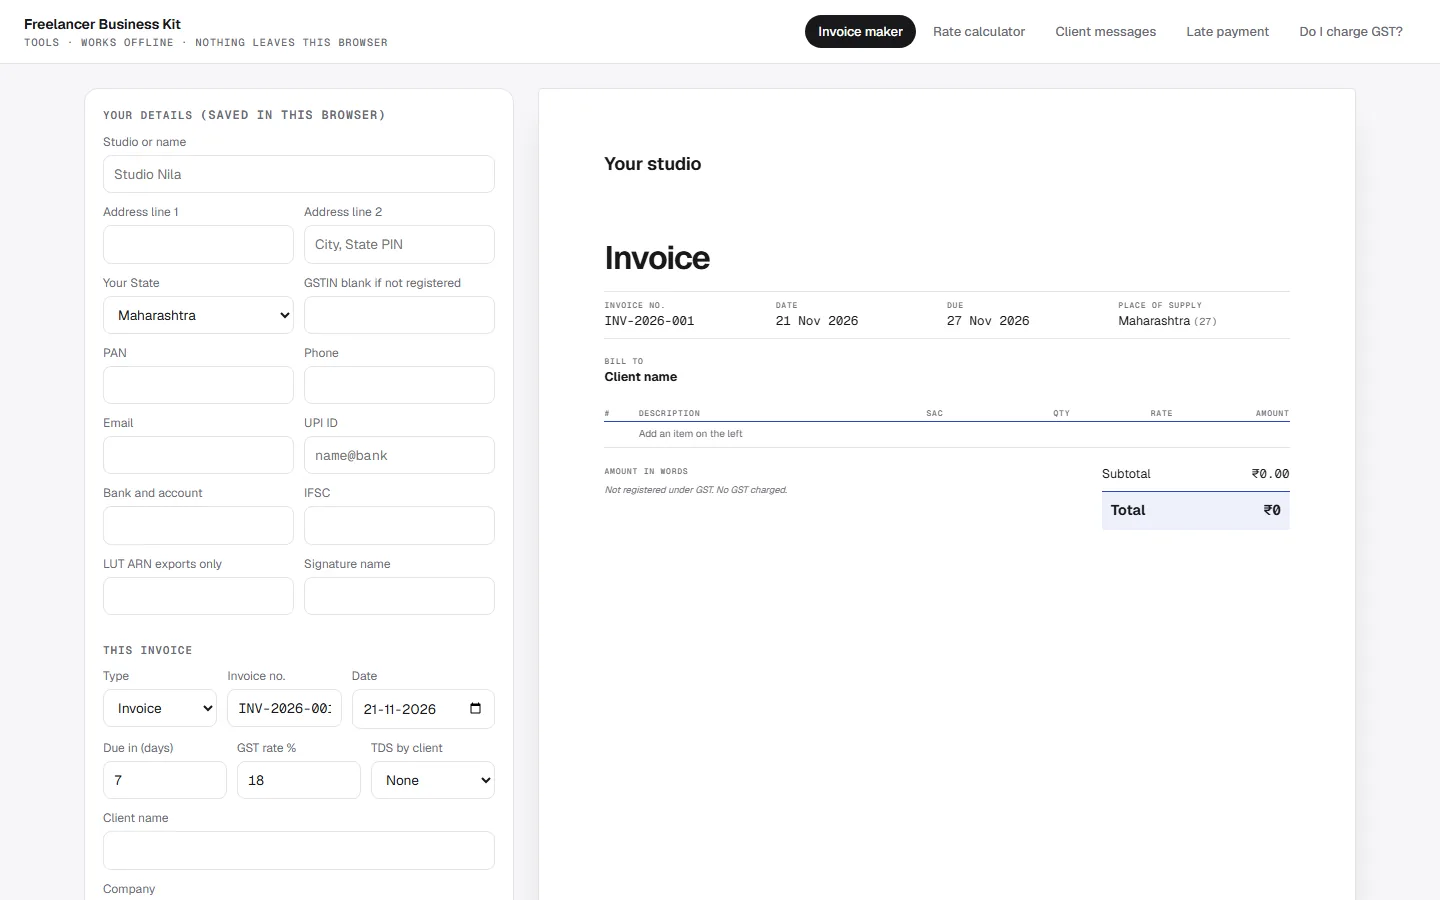 Freelancer Business Kit
TOOLS · WORKS OFFLINE · NOTHING LEAVES THIS BROWSER
Invoice maker
Rate calculator
Client messages
Late payment
Do I charge GST?
YOUR DETAILS (SAVED IN THIS BROWSER)
Studio or name
Studio Nila
Address line 1
Address line 2
City, State PIN
Your State
GSTIN blank if not registered
Maharashtra
PAN
Phone
Email
UPI ID
name@bank
Bank and account
IFSC
LUT ARN exports only
Signature name
THIS INVOICE
Type
Invoice no.
Date
Invoice
INV-2026-001
21-11-2026
Due in (days)
GST rate %
TDS by client
7
18
None
Client name
Company
Your studio
Invoice
INVOICE NO.
DATE
DUE
PLACE OF SUPPLY
INV-2026-001
21 Nov 2026
27 Nov 2026
Maharashtra (27)
BILL TO
Client name
# DESCRIPTION SAC QTY RATE AMOUNT
Add an item on the left
AMOUNT IN WORDS
Not registered under GST. No GST charged.
Subtotal ₹0.00
Total ₹0